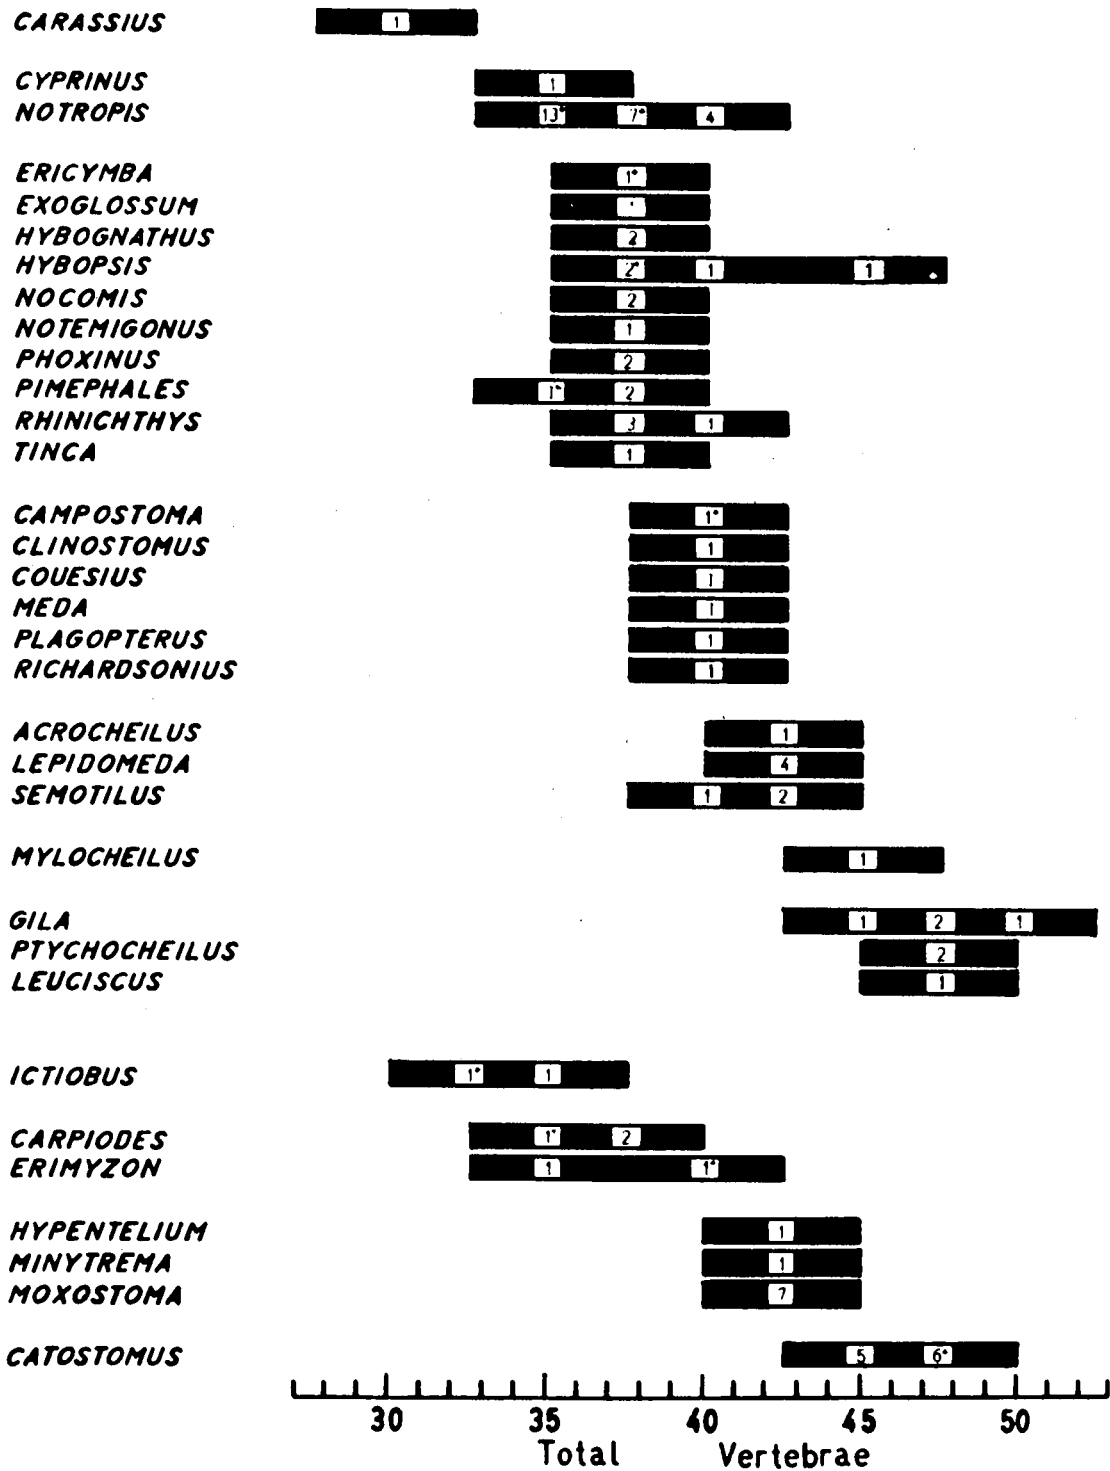 CARASSIUS 1
CYPRINUS 1
NOTROPIS 13* 7* 4
ERICYMBA 1*
EXOGLOSSUM 1
HYBOGNATHUS 2
HYBOPSIS 2* 1 1
NOCOMIS 2
NOTEMIGONUS 1
PHOXINUS 2
PIMEPHALES 1* 2
RHINICHTHYS 3 1
TINCA 1
CAMPOSTOMA 1*
CLINOSTOMUS 1
COUESIUS 1
MEDA 1
PLAGOPTERUS 1
RICHARDSONIUS 1
ACROCHEILUS 1
LEPIDOMEDA 4
SEMOTILUS 1 2
MYLOCHEILUS 1
GILA 1 2 1
PTYCHOCHEILUS 2
LEUCISCUS 1
ICTIOBUS 1* 1
CARPIODES 1* 2
ERIMYZON 1 1*
HYPENTELIUM 1
MINYTREMA 1
MOXOSTOMA 7
CATOSTOMUS 5 6*
30 35 40 45 50
Total Vertebrae